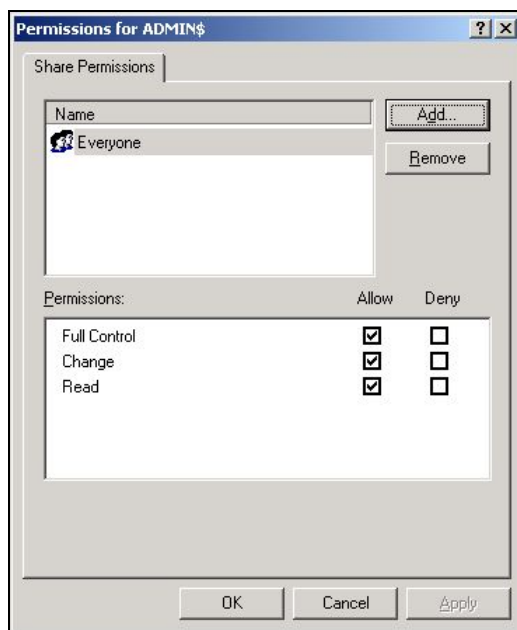 Permissions for ADMIN$
Share Permissions
Name
Add...
Everyone
Remove
Permissions: Allow Deny
Full Control
Change
Read
OK Cancel Apply